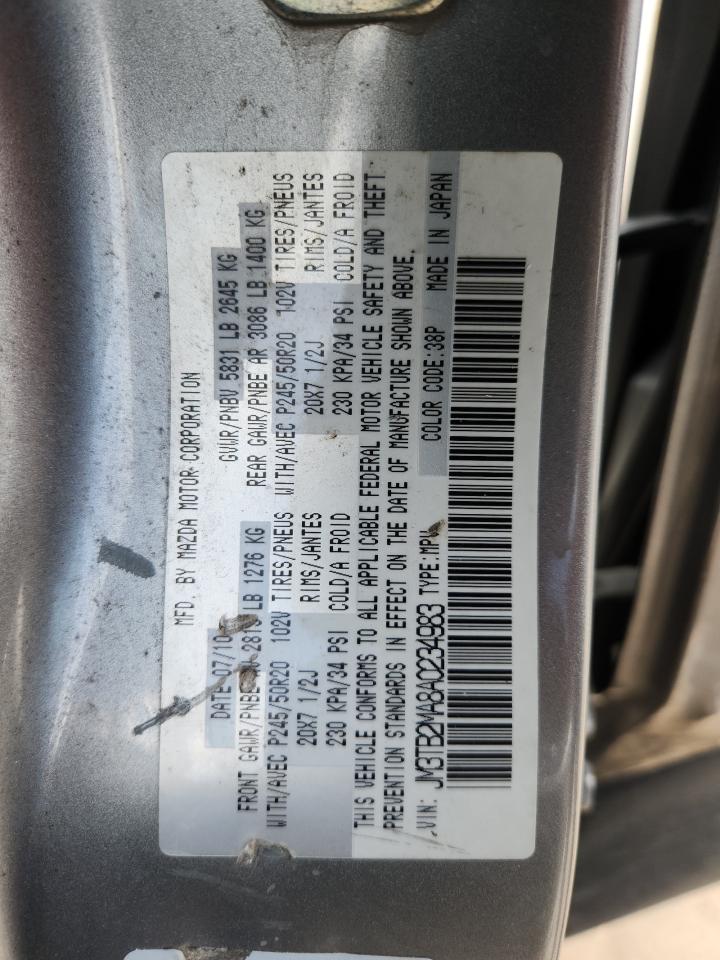 MFD. BY MAZDA MOTOR CORPORATION
DATE 07/10 GVWR/PNBV 5831 LB 2645 KG
FRONT GAWR/PNBE LB 1276 KG REAR GAWR/PNBE AR 3086 LB 1400 KG
WITH/AVEC P245/50R20 102V TIRES/PNEUS WITH/AVEC P245/50R20 102V TIRES/PNEUS
20X7 1/2J RIMS/JANTES 20X7 1/2J RIMS/JANTES
230 KPA/34 PSI COLD/A FROID 230 KPA/34 PSI COLD/A FROID
THIS VEHICLE CONFORMS TO ALL APPLICABLE FEDERAL MOTOR VEHICLE SAFETY AND THEFT
PREVENTION STANDARDS IN EFFECT ON THE DATE OF MANUFACTURE SHOWN ABOVE.
VIN: JM3TB2MA8A0234983 TYPE:MPV COLOR CODE:38P MADE IN JAPAN